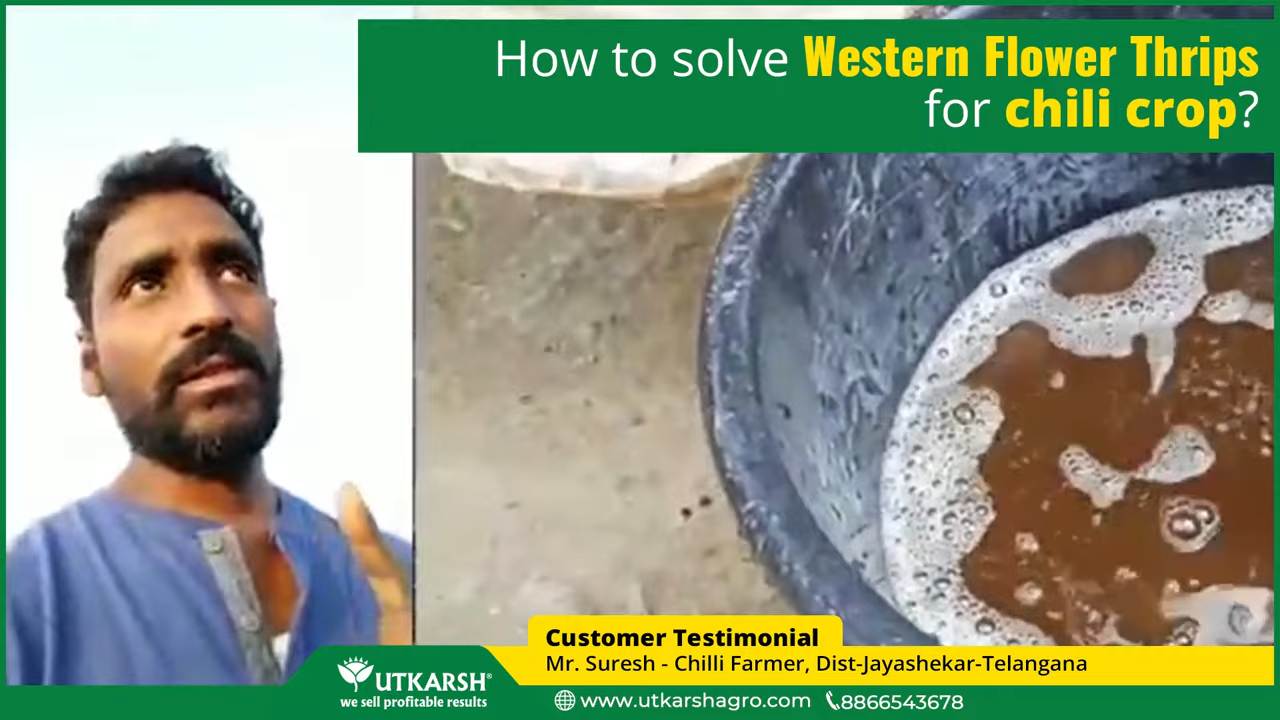 How to solve Western Flower Thrips
for chili crop?
Customer Testimonial
Mr. Suresh - Chilli Farmer, Dist-Jayashekar-Telangana
UTKARSH®
we sell profitable results
www.utkarshagro.com
8866543678